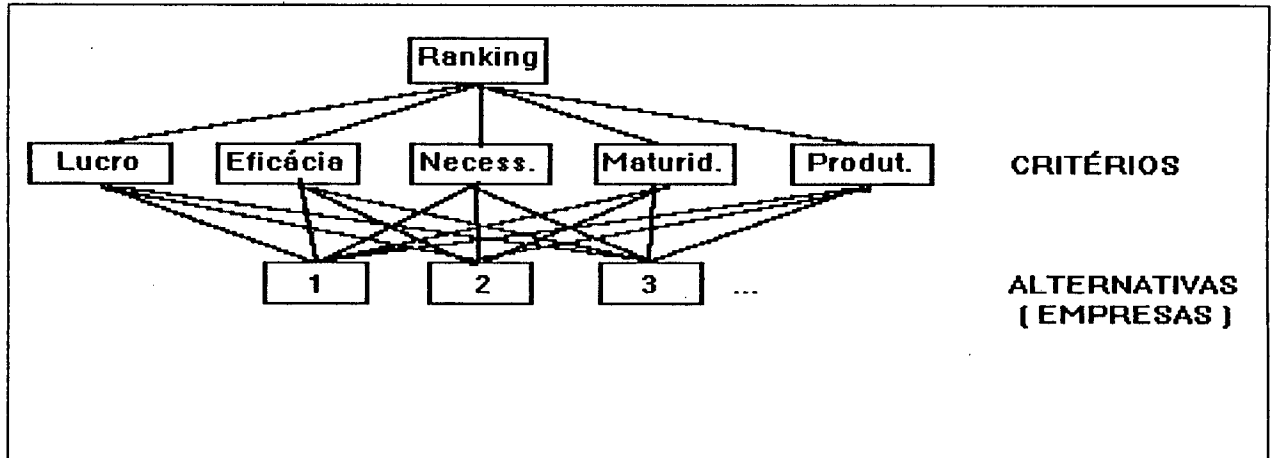 Ranking
Lucro Eficácia Necess. Maturid. Produt. CRITÉRIOS
1 2 3 ... ALTERNATIVAS
( EMPRESAS )